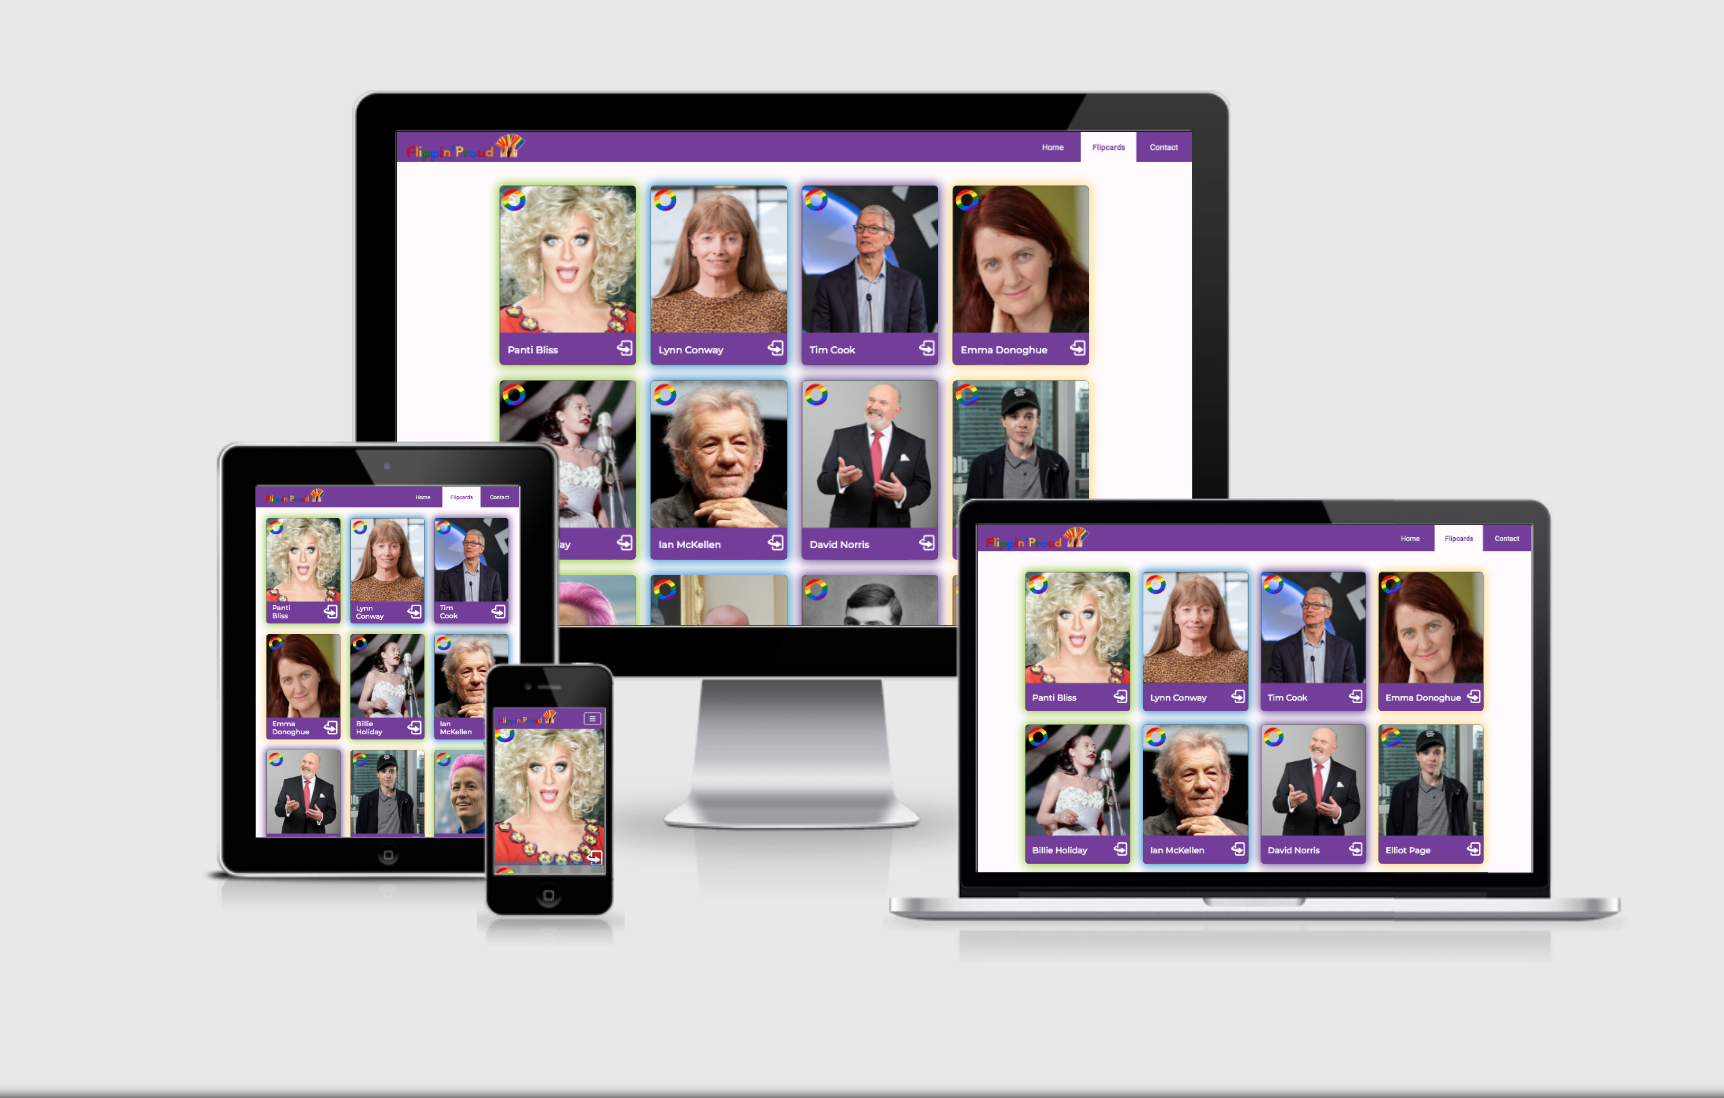 Flippin Proud
Home
Flipcards
Contact
Panti Bliss
Lynn Conway
Tim Cook
Emma Donoghue
lay
Ian McKellen
David Norris
Flippin Proud
Home
Flipcards
Contact
Panti
Bliss
Lynn
Conway
Tim
Cook
Emma
Donoghue
Billie
Holiday
Ian
McKellen
Flippin Proud
Flippin Proud
Home
Flipcards
Contact
Panti Bliss
Lynn Conway
Tim Cook
Emma Donoghue
Billie Holiday
Ian McKellen
David Norris
Elliot Page